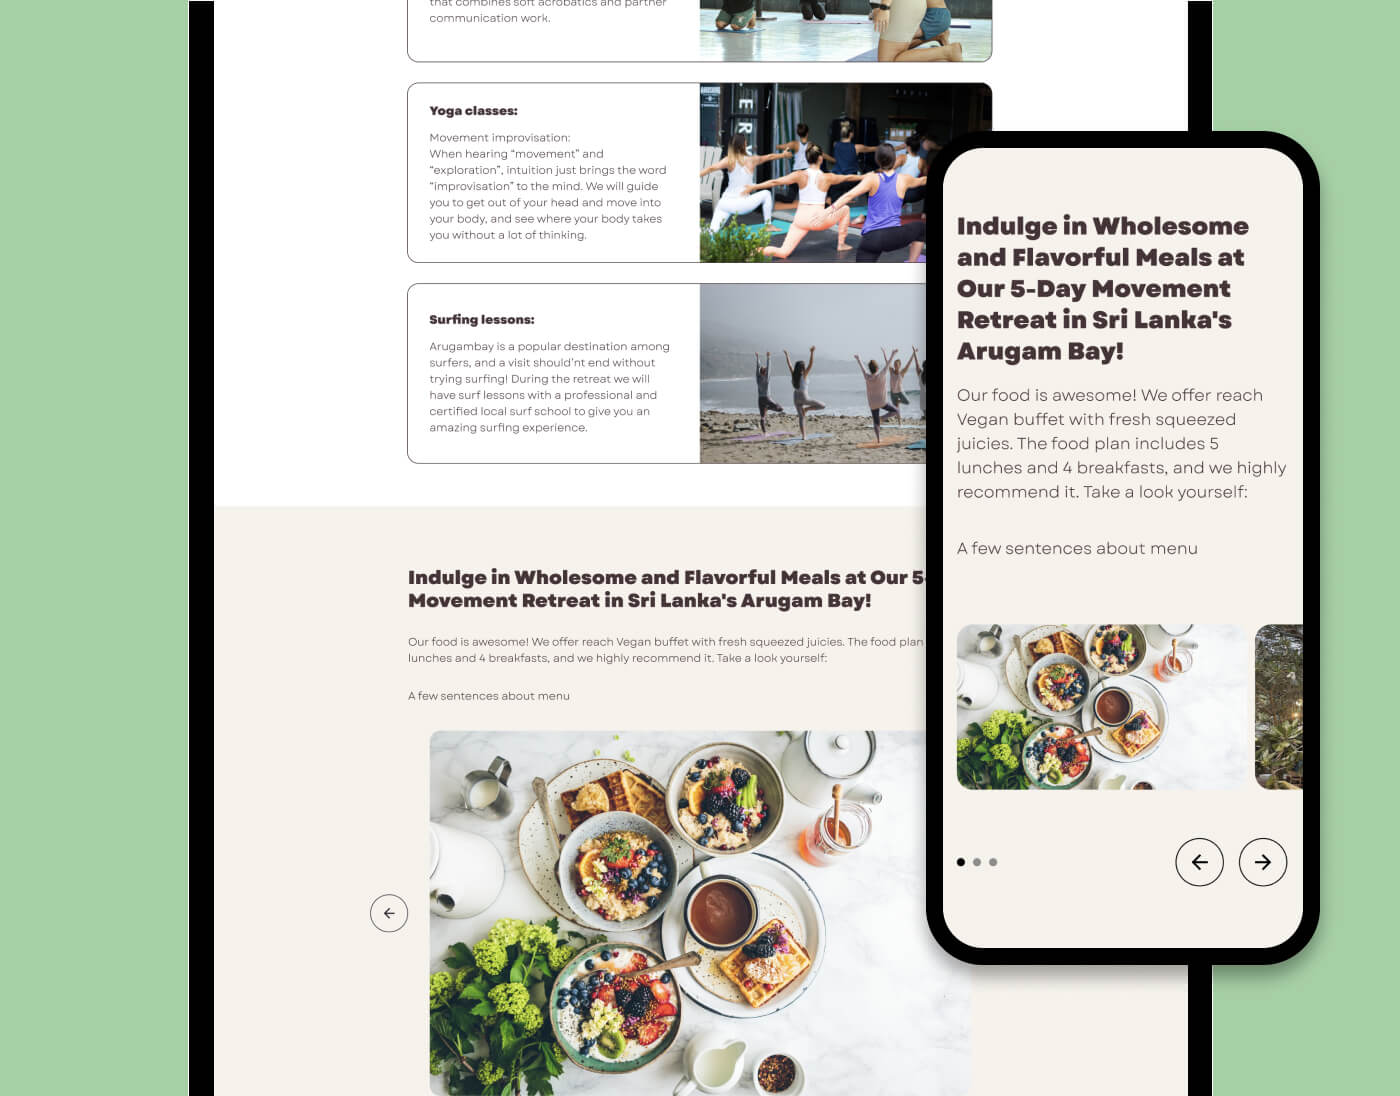 that combines soft acrobatics and partner
communication work.
Yoga classes:
Movement improvisation:
When hearing “movement” and
“exploration”, intuition just brings the word
“improvisation” to the mind. We will guide
you to get out of your head and move into
your body, and see where your body takes
you without a lot of thinking.
Surfing lessons:
Arugambay is a popular destination among
surfers, and a visit should’nt end without
trying surfing! During the retreat we will
have surf lessons with a professional and
certified local surf school to give you an
amazing surfing experience.
Indulge in Wholesome and Flavorful Meals at Our 5-
Movement Retreat in Sri Lanka's Arugam Bay!
Our food is awesome! We offer reach Vegan buffet with fresh squeezed juicies. The food plan
lunches and 4 breakfasts, and we highly recommend it. Take a look yourself:
A few sentences about menu
Indulge in Wholesome
and Flavorful Meals at
Our 5-Day Movement
Retreat in Sri Lanka's
Arugam Bay!
Our food is awesome! We offer reach
Vegan buffet with fresh squeezed
juicies. The food plan includes 5
lunches and 4 breakfasts, and we highly
recommend it. Take a look yourself:
A few sentences about menu